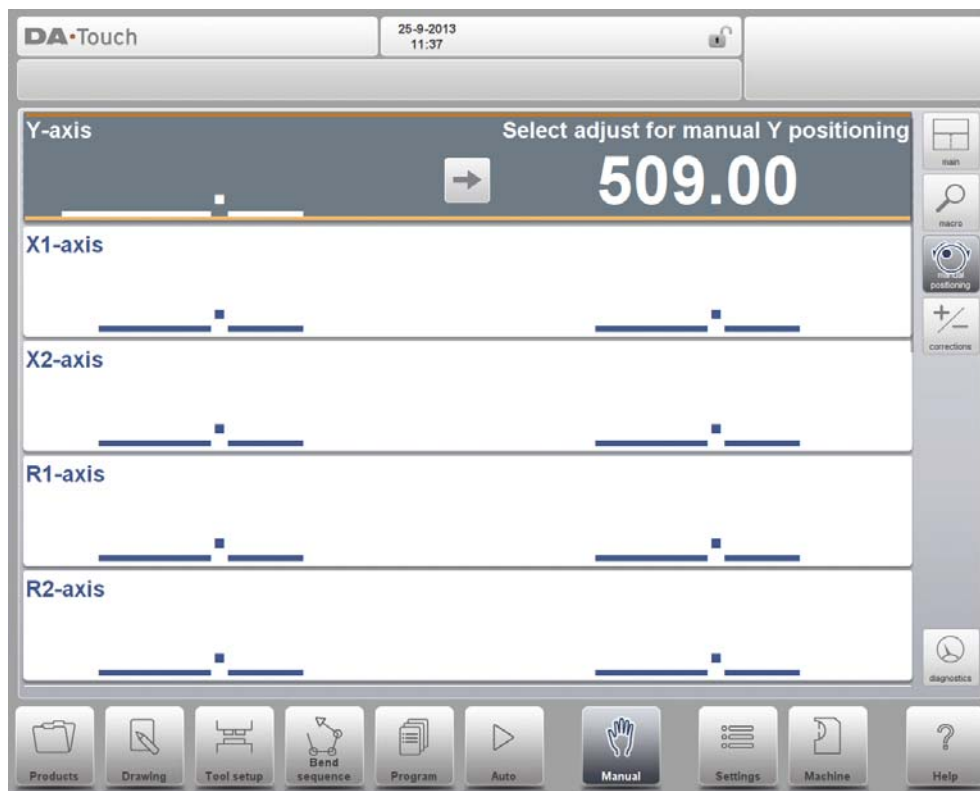 DA•Touch
25-9-2013
11:37
Y-axis
Select adjust for manual Y positioning
509.00
X1-axis
X2-axis
R1-axis
R2-axis
main
macro
manual
positioning
corrections
diagnostics
Products
Drawing
Tool setup
Bend
sequence
Program
Auto
Manual
Settings
Machine
Help